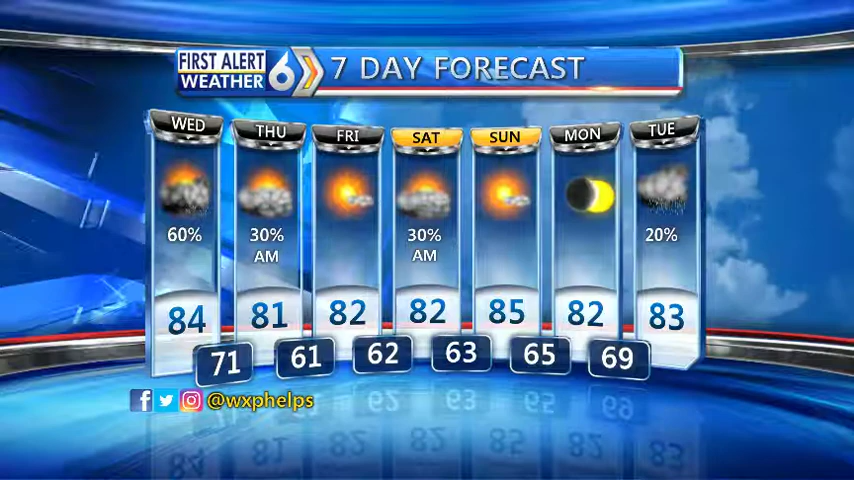 FIRST ALERT
WEATHER 6
7 DAY FORECAST
WED THU FRI SAT SUN MON TUE
60% 30% 30% 20%
AM AM
84 81 82 82 85 82 83
71 61 62 63 65 69
@wxphelps